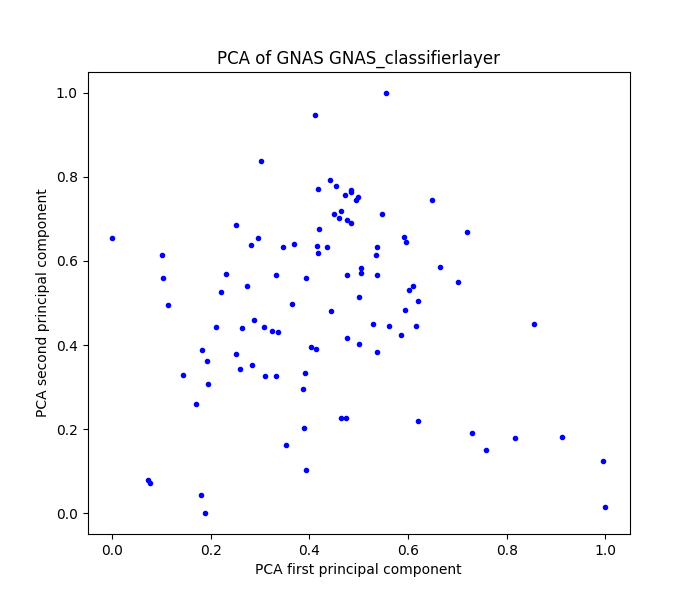 PCA of GNAS GNAS_classifierlayer
1.0
0.8
0.6
0.4
0.2
0.0
PCA second principal component
0.0 0.2 0.4 0.6 0.8 1.0
PCA first principal component